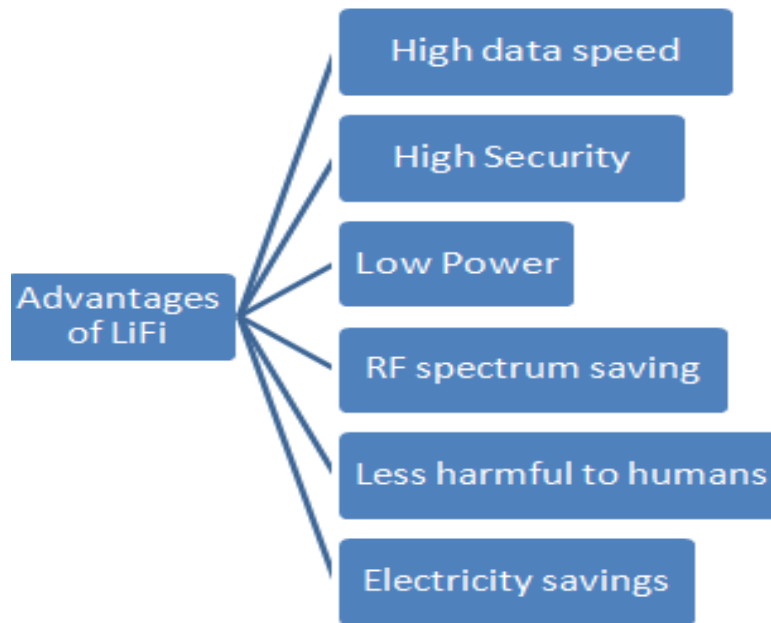 High data speed
High Security
Low Power
Advantages
of LiFi
RF spectrum saving
Less harmful to humans
Electricity savings